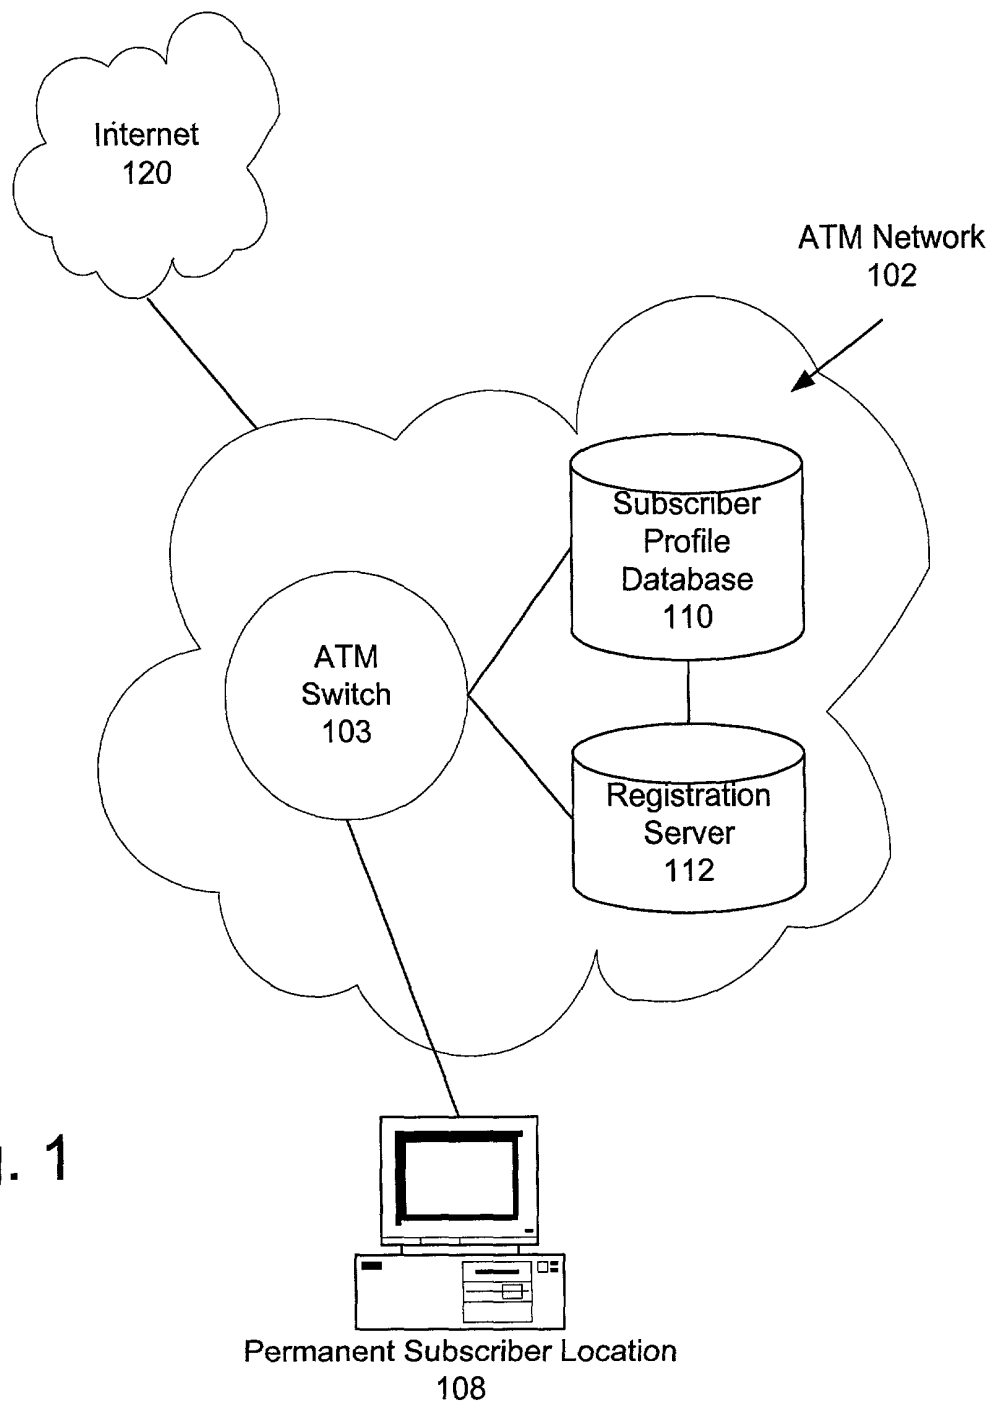 Internet
120
ATM Network
102
Subscriber
Profile
Database
110
ATM
Switch
103
Registration
Server
112
. 1
Permanent Subscriber Location
108